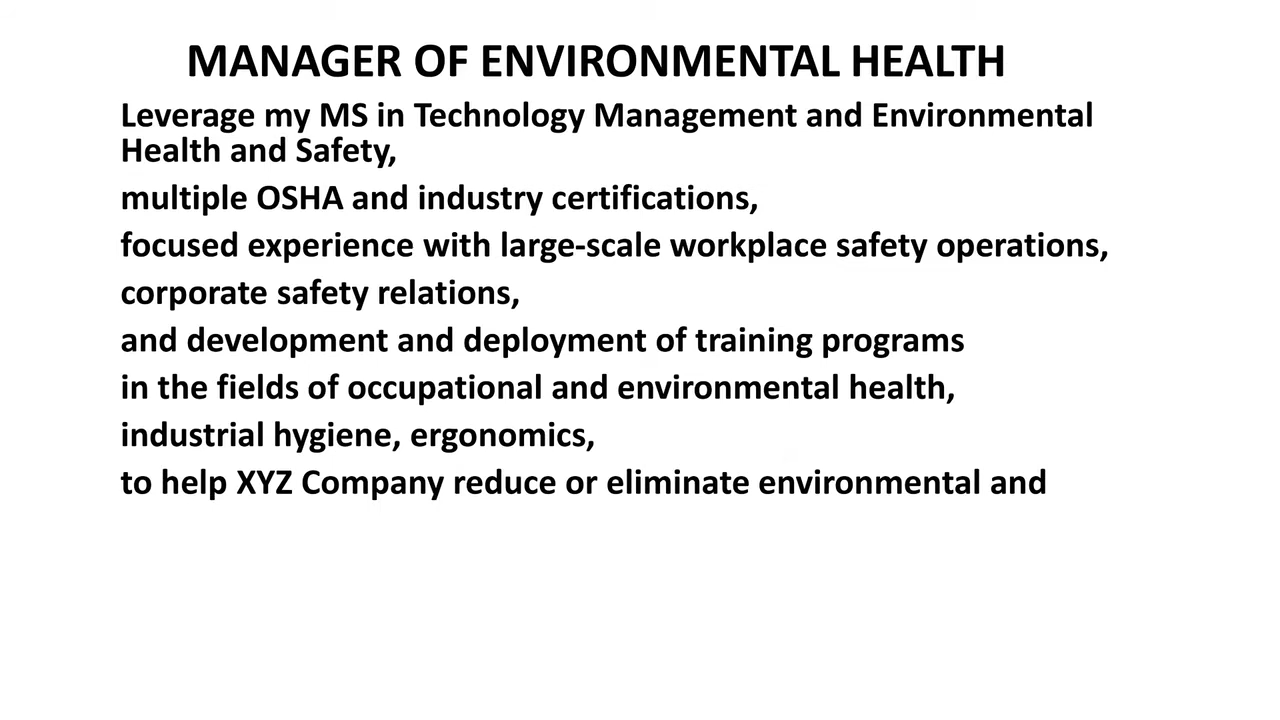 MANAGER OF ENVIRONMENTAL HEALTH
Leverage my MS in Technology Management and Environmental
Health and Safety,
multiple OSHA and industry certifications,
focused experience with large-scale workplace safety operations,
corporate safety relations,
and development and deployment of training programs
in the fields of occupational and environmental health,
industrial hygiene, ergonomics,
to help XYZ Company reduce or eliminate environmental and